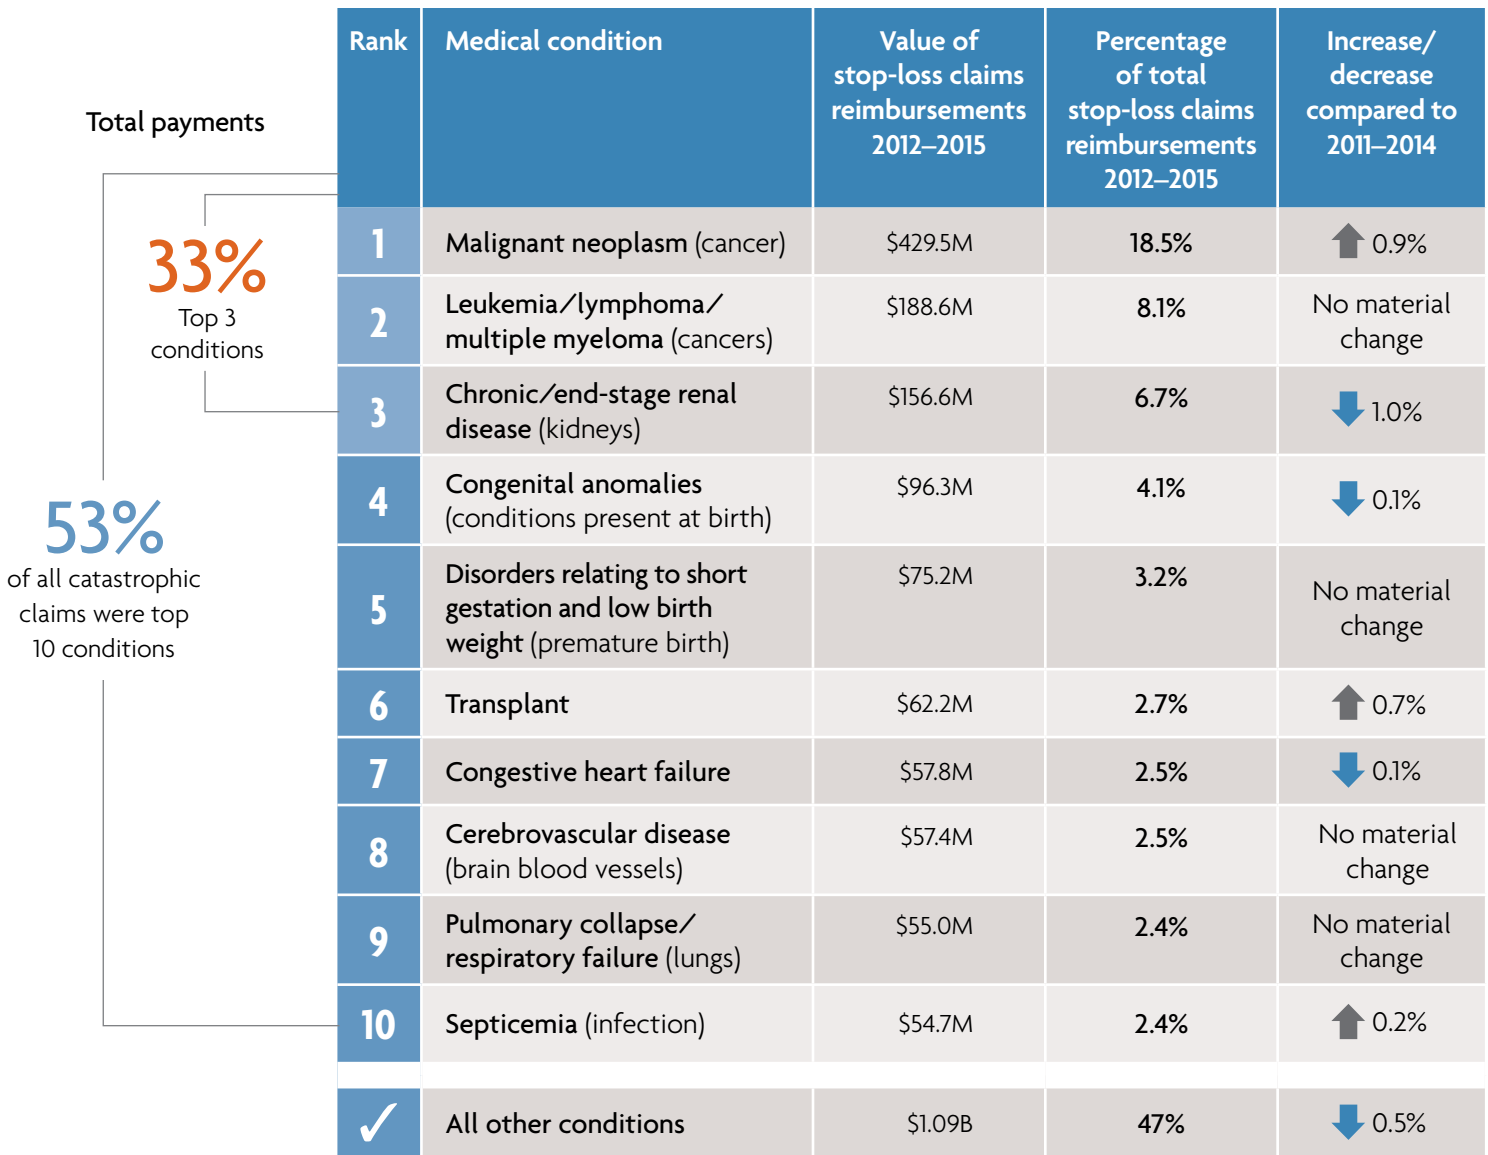 Total payments
33%
Top 3
conditions
53%
of all catastrophic
claims were top
10 conditions
Rank
Medical condition
Value of
stop-loss claims
reimbursements
2012–2015
Percentage
of total
stop-loss claims
reimbursements
2012–2015
Increase/
decrease
compared to
2011–2014
1
Malignant neoplasm (cancer)
$429.5M
18.5%
0.9%
2
Leukemia/lymphoma/
multiple myeloma (cancers)
$188.6M
8.1%
No material
change
3
Chronic/end-stage renal
disease (kidneys)
$156.6M
6.7%
1.0%
4
Congenital anomalies
(conditions present at birth)
$96.3M
4.1%
0.1%
5
Disorders relating to short
gestation and low birth
weight (premature birth)
$75.2M
3.2%
No material
change
6
Transplant
$62.2M
2.7%
0.7%
7
Congestive heart failure
$57.8M
2.5%
0.1%
8
Cerebrovascular disease
(brain blood vessels)
$57.4M
2.5%
No material
change
9
Pulmonary collapse/
respiratory failure (lungs)
$55.0M
2.4%
No material
change
10
Septicemia (infection)
$54.7M
2.4%
0.2%
✓
All other conditions
$1.09B
47%
0.5%